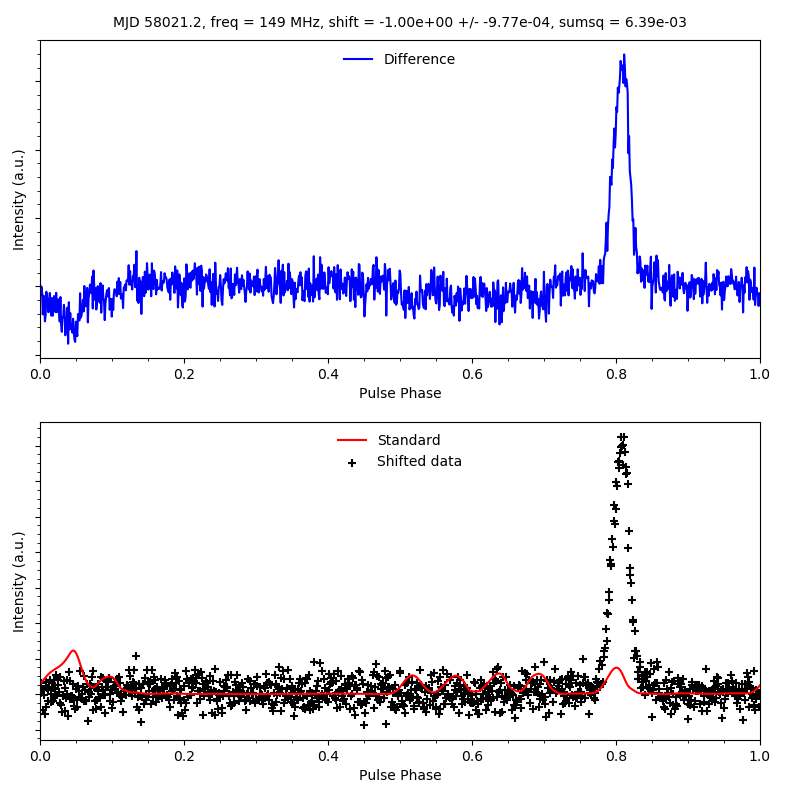 MJD 58021.2, freq = 149 MHz, shift = -1.00e+00 +/- -9.77e-04, sumsq = 6.39e-03
Difference
Intensity (a.u.)
0.0 0.2 0.4 0.6 0.8 1.0
Pulse Phase
Standard
Shifted data
Intensity (a.u.)
0.0 0.2 0.4 0.6 0.8 1.0
Pulse Phase